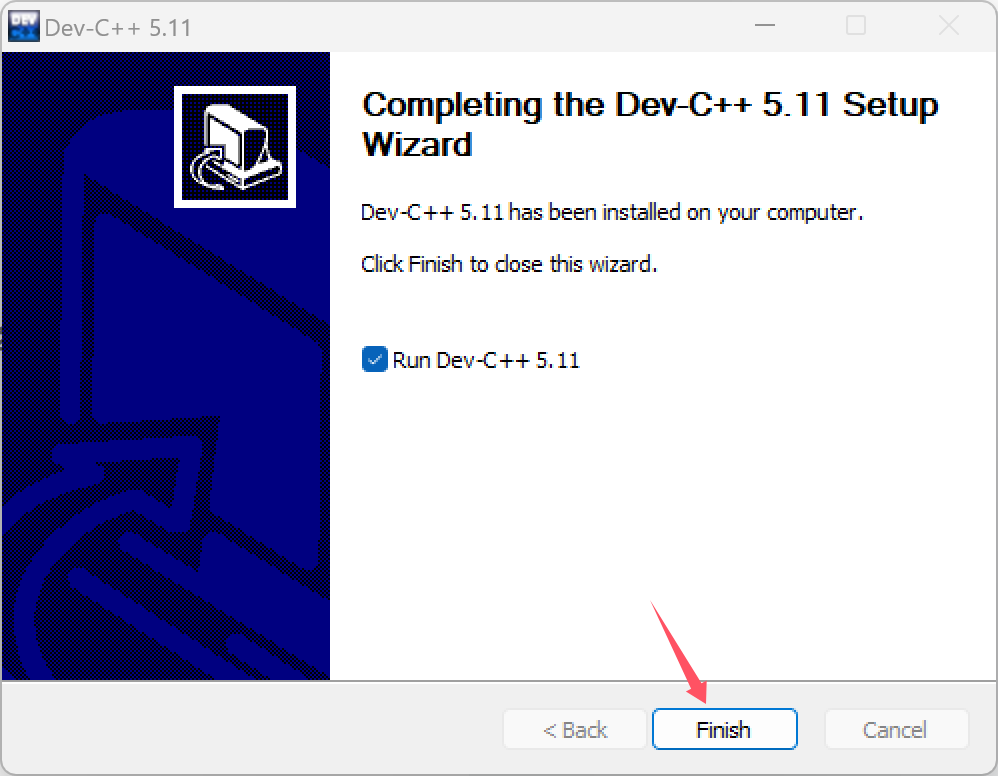 DEV
Dev-C++ 5.11
Completing the Dev-C++ 5.11 Setup
Wizard
Dev-C++ 5.11 has been installed on your computer.
Click Finish to close this wizard.
Run Dev-C++ 5.11
< Back
Finish
Cancel